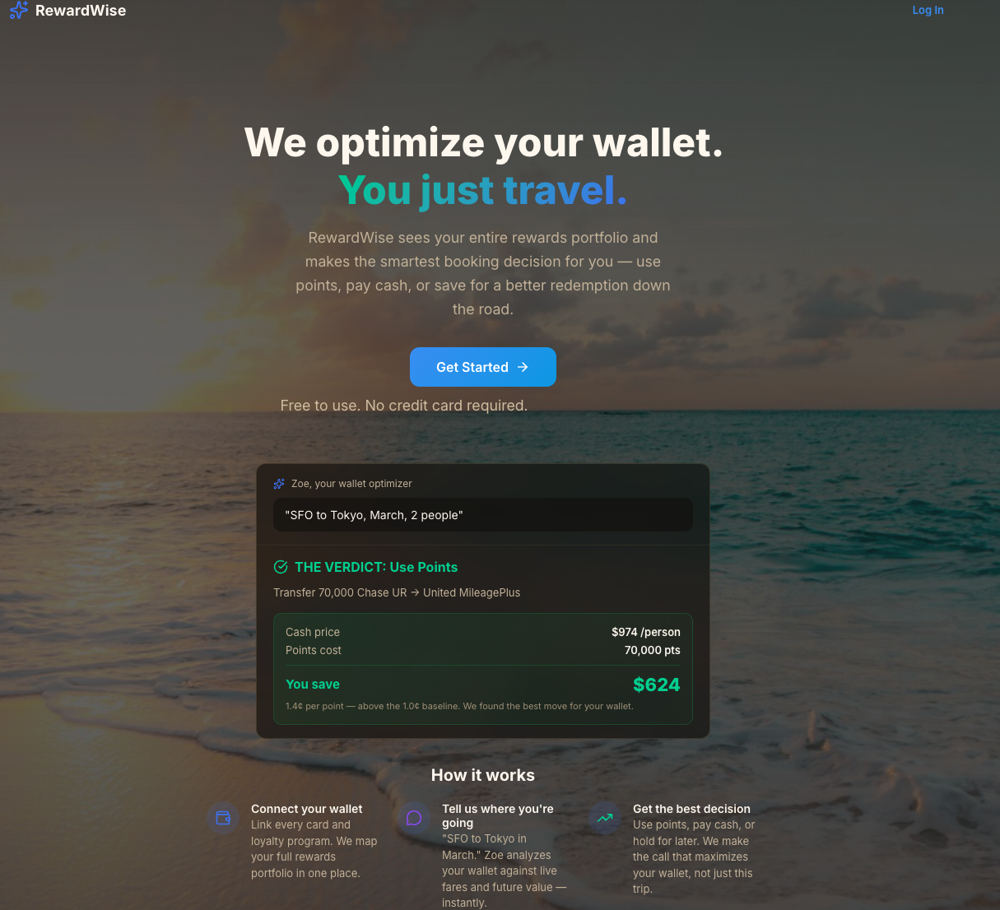 RewardWise
Log In
We optimize your wallet.
You just travel.
RewardWise sees your entire rewards portfolio and
makes the smartest booking decision for you — use
points, pay cash, or save for a better redemption down
the road.
Get Started →
Free to use. No credit card required.
Zoe, your wallet optimizer
"SFO to Tokyo, March, 2 people"
THE VERDICT: Use Points
Transfer 70,000 Chase UR → United MileagePlus
Cash price $974 /person
Points cost 70,000 pts
You save $624
1.4¢ per point — above the 1.0¢ baseline. We found the best move for your wallet.
How it works
Connect your wallet
Link every card and
loyalty program. We map
your full rewards
portfolio in one place.
Tell us where you're
going
"SFO to Tokyo in
March." Zoe analyzes
your wallet against live
fares and future value —
instantly.
Get the best decision
Use points, pay cash, or
hold for later. We make
the call that maximizes
your wallet, not just this
trip.